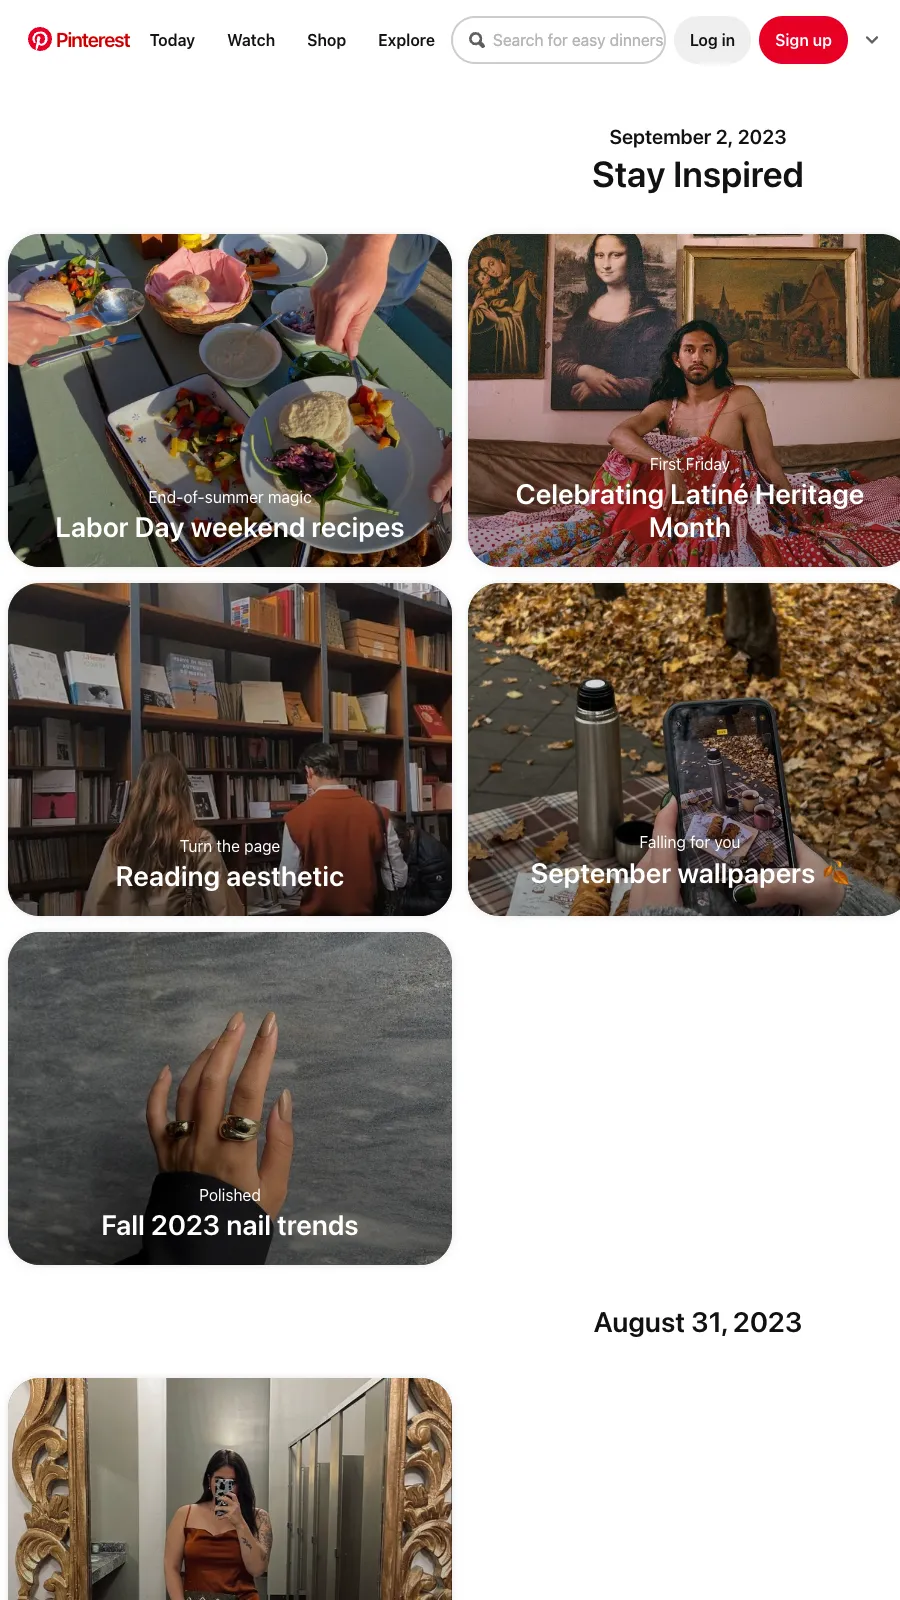 Pinterest
Today
Watch
Shop
Explore
Search for easy dinners
Log in
Sign up
September 2, 2023
Stay Inspired
End-of-summer magic
Labor Day weekend recipes
First Friday
Celebrating Latiné Heritage
Month
Turn the page
Reading aesthetic
Falling for you
September wallpapers 🍂
Polished
Fall 2023 nail trends
August 31, 2023